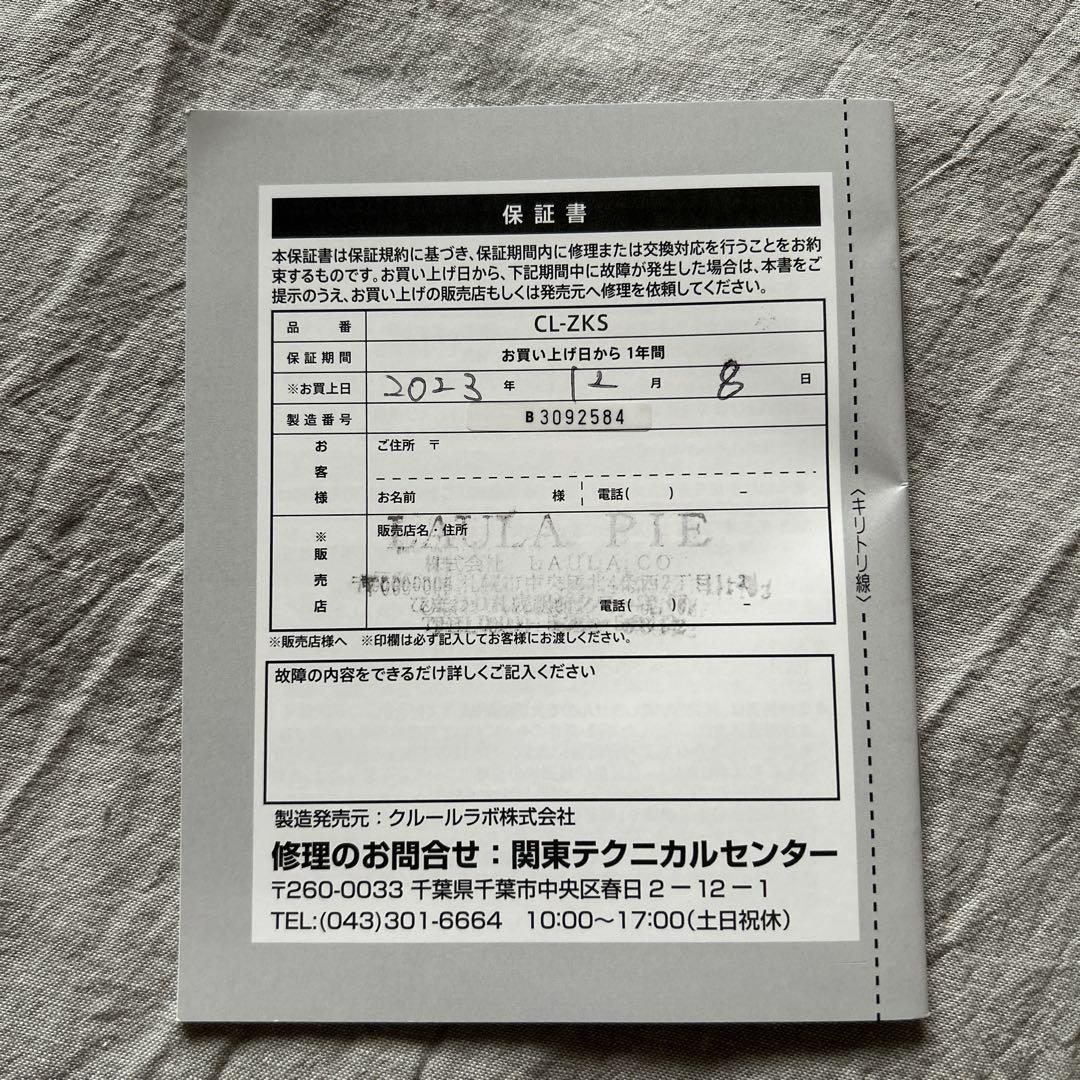 保証書
本保証書は保証規約に基づき、保証期間内に修理または交換対応を行うことをお約
束するものです。お買い上げ日から、下記期間中に故障が発生した場合は、本書をご
提示のうえ、お買い上げの販売店もしくは発売元へ修理を依頼してください。
品番 CL-ZKS
保証期間 お買い上げ日から 1年間
※お買上日 2023 年 12 月 8 日
製造番号 B 3092584
お客様 ご住所 〒
お名前 様 電話( ) −
※販売店 販売店名・住所
LAULA PIE
株式会社 LAULA CO
電話( ) −
※販売店様へ ※印欄は必ず記入してお客様にお渡しください。
故障の内容をできるだけ詳しくご記入ください
製造発売元：クルールラボ株式会社
修理のお問合せ：関東テクニカルセンター
〒260-0033 千葉県千葉市中央区春日2−12−1
TEL:(043)301-6664 10:00〜17:00(土日祝休)
〈キリトリ線〉